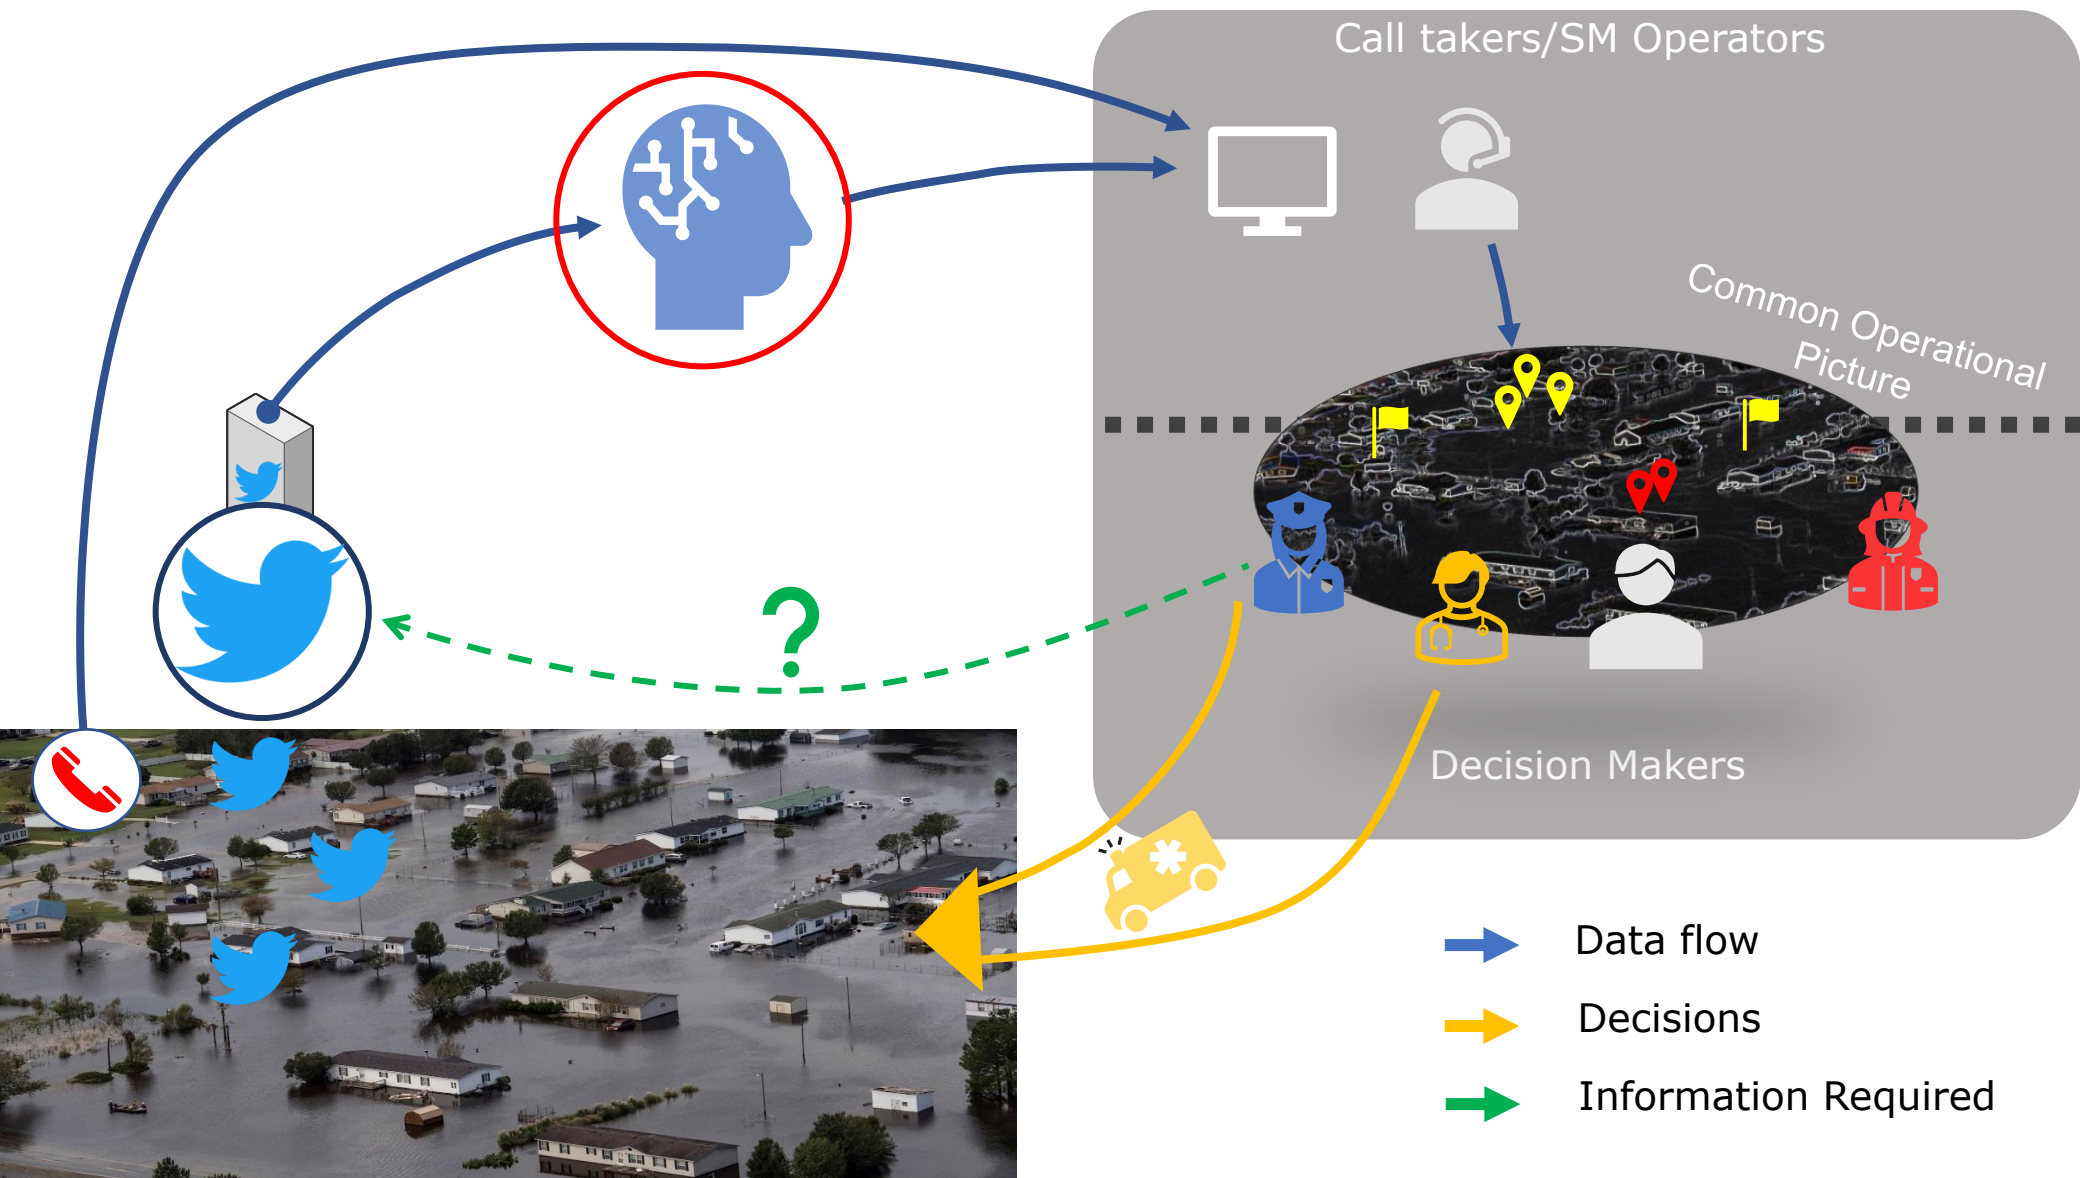 Call takers/SM Operators
Common Operational
Picture
?
Decision Makers
Data flow
Decisions
Information Required